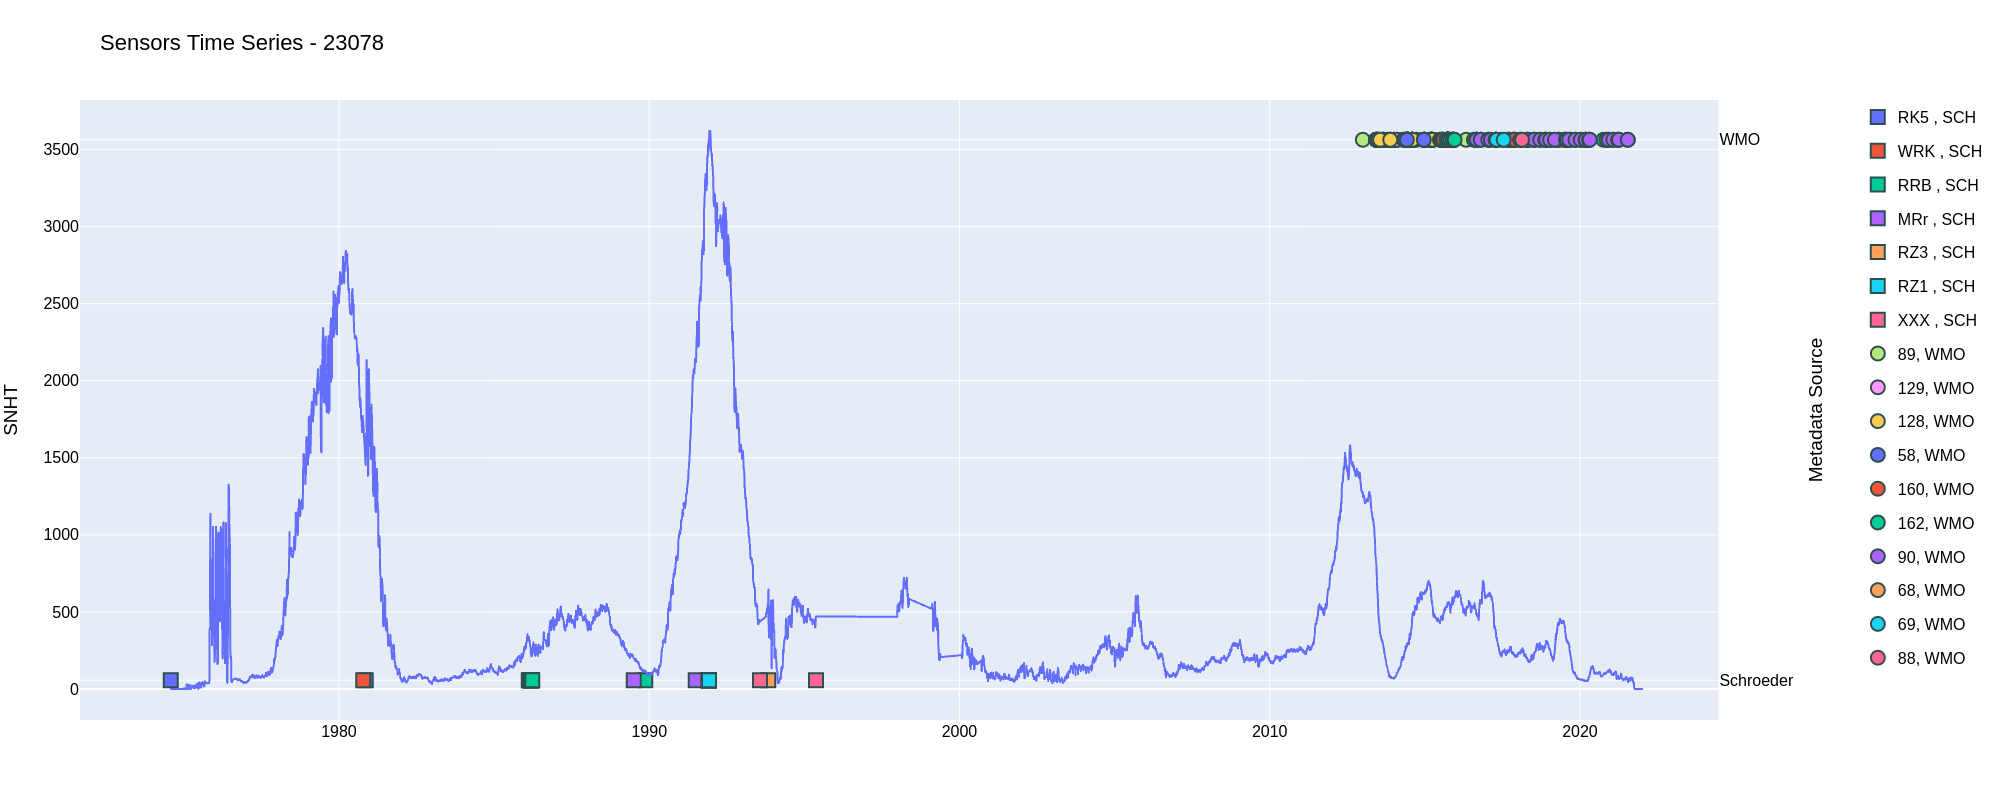 Sensors Time Series - 23078
SNHT
3500
3000
2500
2000
1500
1000
500
0
1980
1990
2000
2010
2020
WMO
Schroeder
Metadata Source
RK5 , SCH
WRK , SCH
RRB , SCH
MRr , SCH
RZ3 , SCH
RZ1 , SCH
XXX , SCH
89, WMO
129, WMO
128, WMO
58, WMO
160, WMO
162, WMO
90, WMO
68, WMO
69, WMO
88, WMO